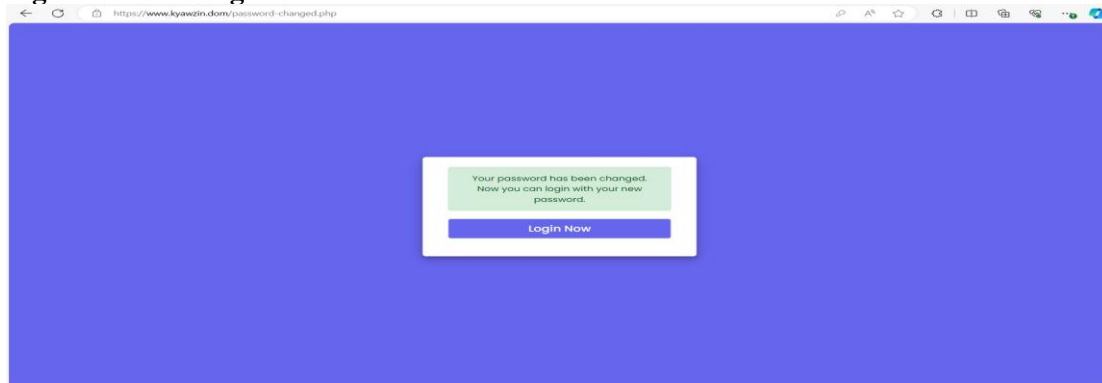 https://www.kyawzin.dom/password-changed.php
Your password has been changed.
Now you can login with your new
password.
Login Now